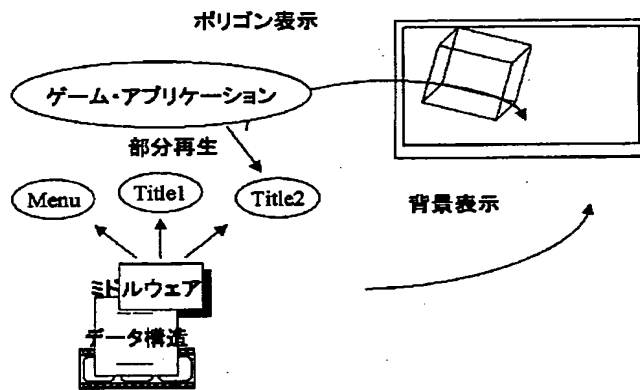 ポリゴン表示
ゲーム・アプリケーション
部分再生
Menu
Title1
Title2
背景表示
ミドルウェア
データ構造